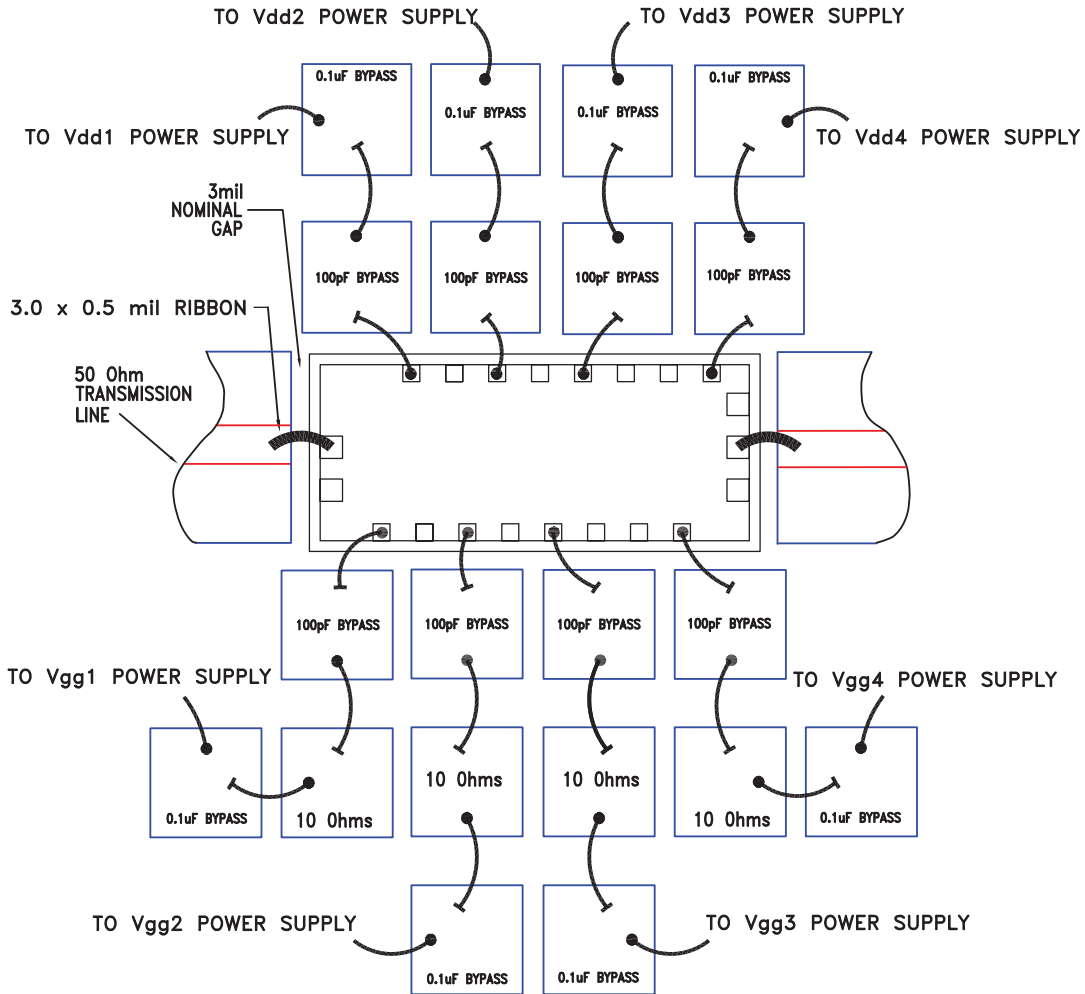 TO Vdd2 POWER SUPPLY
TO Vdd3 POWER SUPPLY
0.1uF BYPASS
0.1uF BYPASS
0.1uF BYPASS
0.1uF BYPASS
TO Vdd1 POWER SUPPLY
TO Vdd4 POWER SUPPLY
3mil
NOMINAL
GAP
100pF BYPASS
100pF BYPASS
100pF BYPASS
100pF BYPASS
3.0 x 0.5 mil RIBBON
50 Ohm
TRANSMISSION
LINE
100pF BYPASS
100pF BYPASS
100pF BYPASS
100pF BYPASS
TO Vgg1 POWER SUPPLY
TO Vgg4 POWER SUPPLY
0.1uF BYPASS
10 Ohms
10 Ohms
10 Ohms
10 Ohms
0.1uF BYPASS
TO Vgg2 POWER SUPPLY
TO Vgg3 POWER SUPPLY
0.1uF BYPASS
0.1uF BYPASS